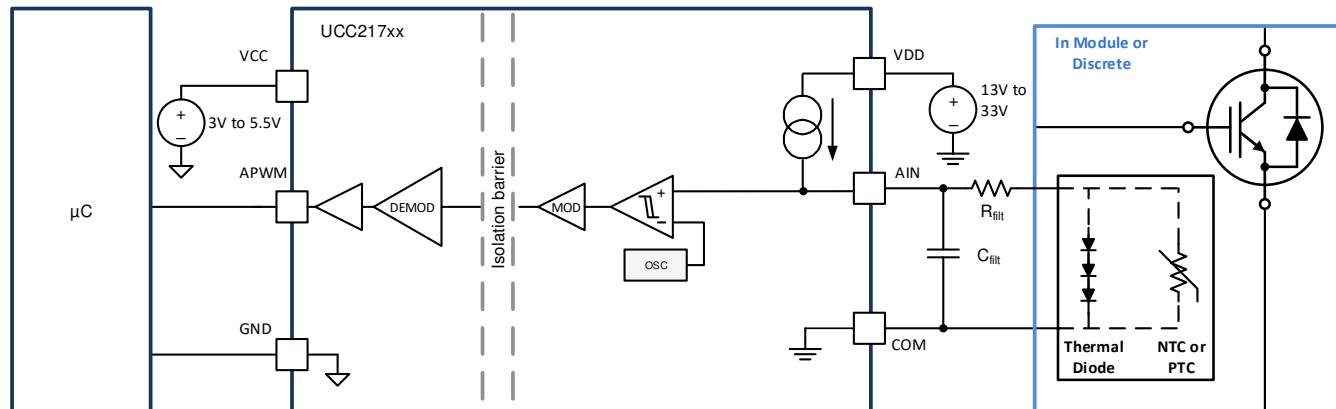 UCC217xx
In Module or
Discrete
VCC
VDD
+
−
3V to 5.5V
+
−
13V to
33V
APWM
AIN
µC
DEMOD
Isolation barrier
MOD
+
−
OSC
Rfilt
Cfilt
GND
COM
Thermal
Diode
NTC or
PTC